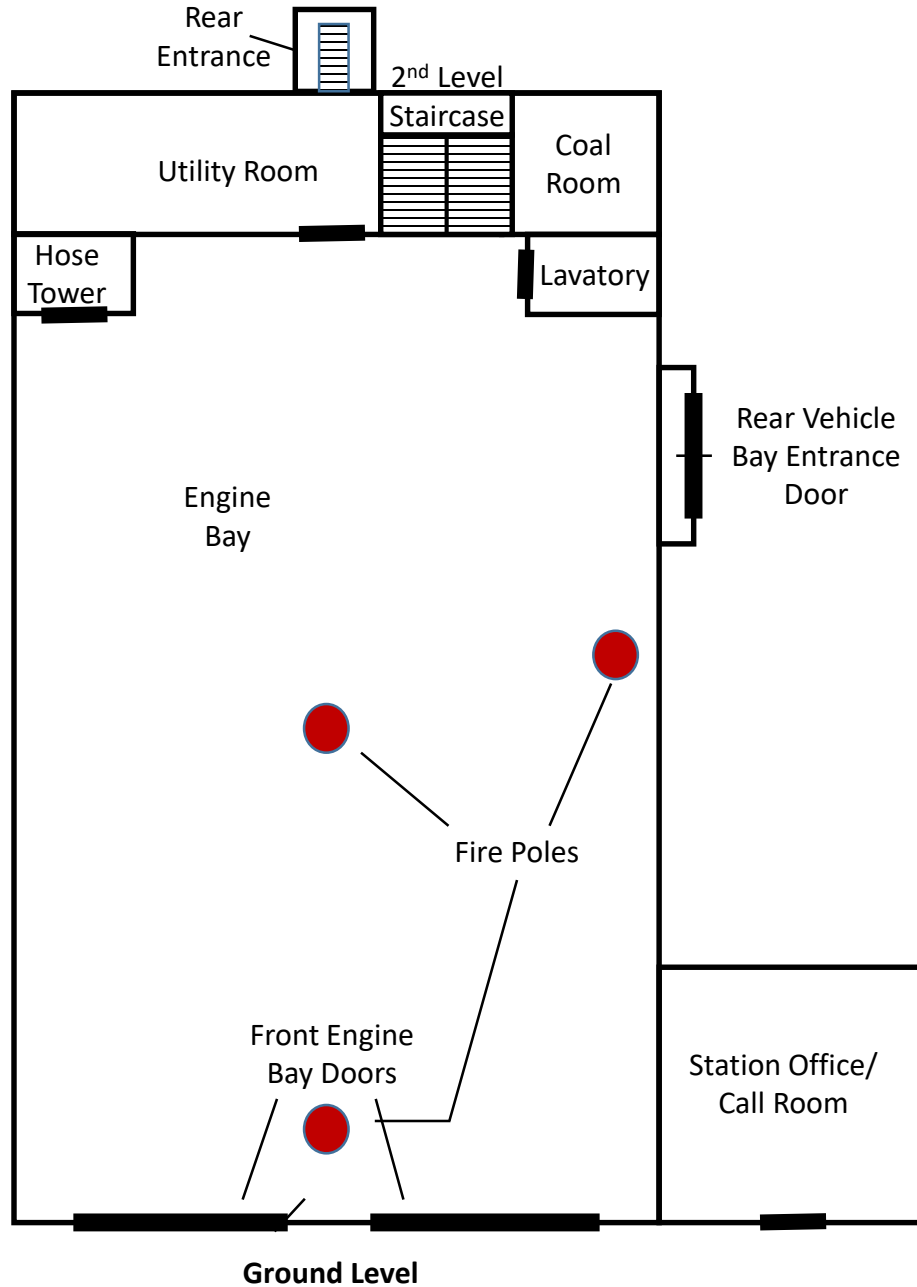 Rear
Entrance
2nd Level
Staircase
Utility Room
Coal
Room
Hose
Tower
Lavatory
Rear Vehicle
Bay Entrance
Door
Engine
Bay
Fire Poles
Front Engine
Bay Doors
Station Office/
Call Room
Ground Level